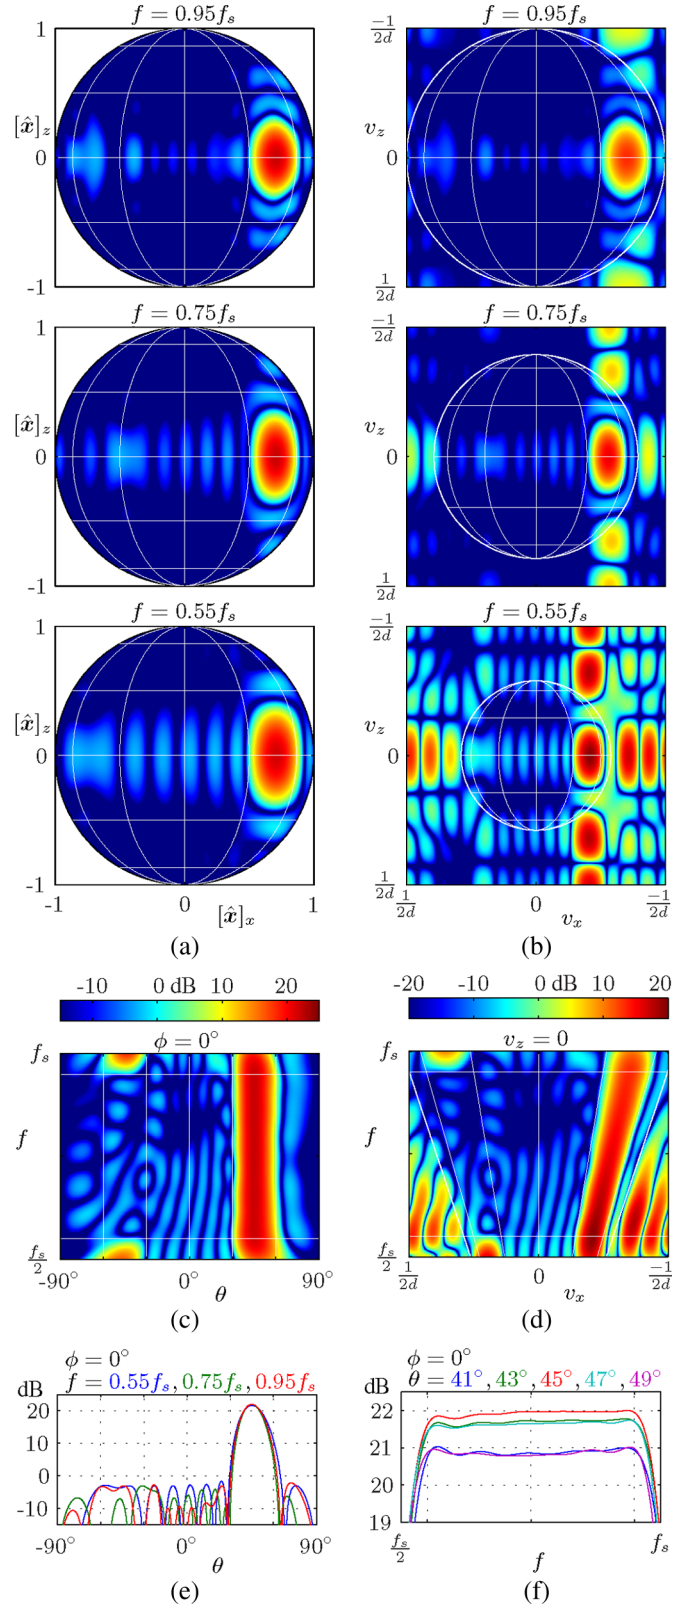 f = 0.95f_s
f = 0.95f_s
1
[x̂]_z
0
-1
-1/2d
v_z
0
1/2d
f = 0.75f_s
f = 0.75f_s
1
[x̂]_z
0
-1
-1/2d
v_z
0
1/2d
f = 0.55f_s
f = 0.55f_s
1
[x̂]_z
0
-1
-1/2d
v_z
0
1/2d
-1 0 1
[x̂]_x
1/2d 0 -1/2d
v_x
(a) (b)
-10 0 dB 10 20
-20 -10 0 dB 10 20
ϕ = 0°
v_z = 0
f_s
f
f_s/2
f_s
f
f_s/2
-90° 0° 90°
θ
1/2d 0 -1/2d
v_x
(c) (d)
ϕ = 0°
dB f = 0.55f_s, 0.75f_s, 0.95f_s
20
10
0
-10
-90° 0° 90°
θ
ϕ = 0°
dB θ = 41°, 43°, 45°, 47°, 49°
22
21
20
19
f_s/2 f f_s
(e) (f)